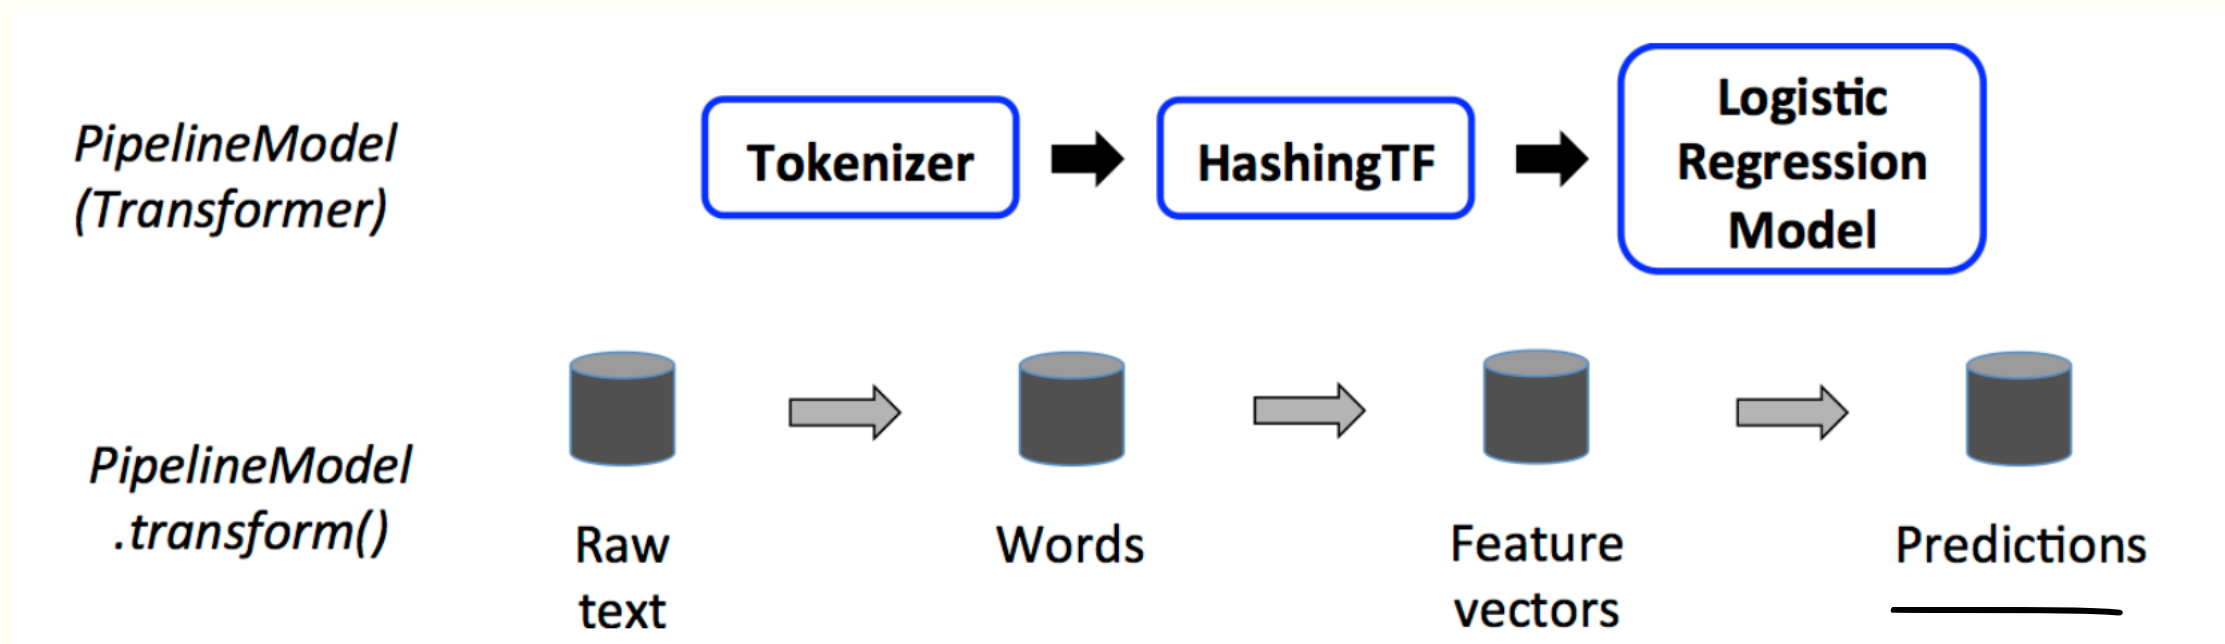 PipelineModel
(Transformer)
Tokenizer
HashingTF
Logistic
Regression
Model
PipelineModel
.transform()
Raw
text
Words
Feature
vectors
Predictions